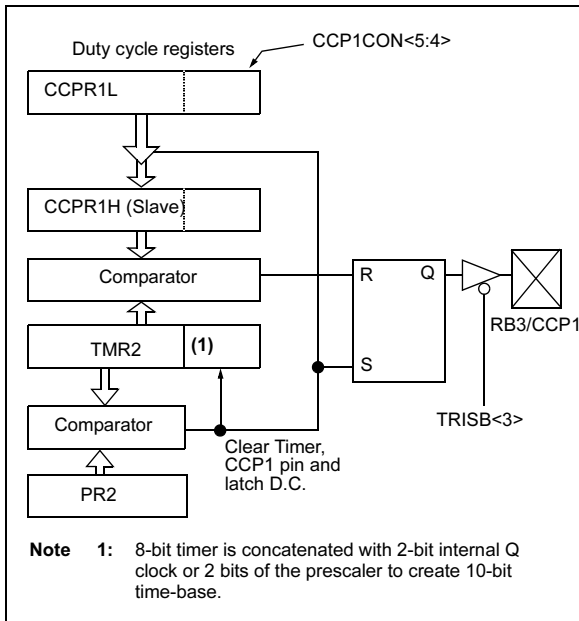 Duty cycle registers
CCP1CON<5:4>
CCPR1L
CCPR1H (Slave)
Comparator
R
Q
RB3/CCP1
TMR2
(1)
S
TRISB<3>
Comparator
Clear Timer,
CCP1 pin and
latch D.C.
PR2
Note 1: 8-bit timer is concatenated with 2-bit internal Q
clock or 2 bits of the prescaler to create 10-bit
time-base.